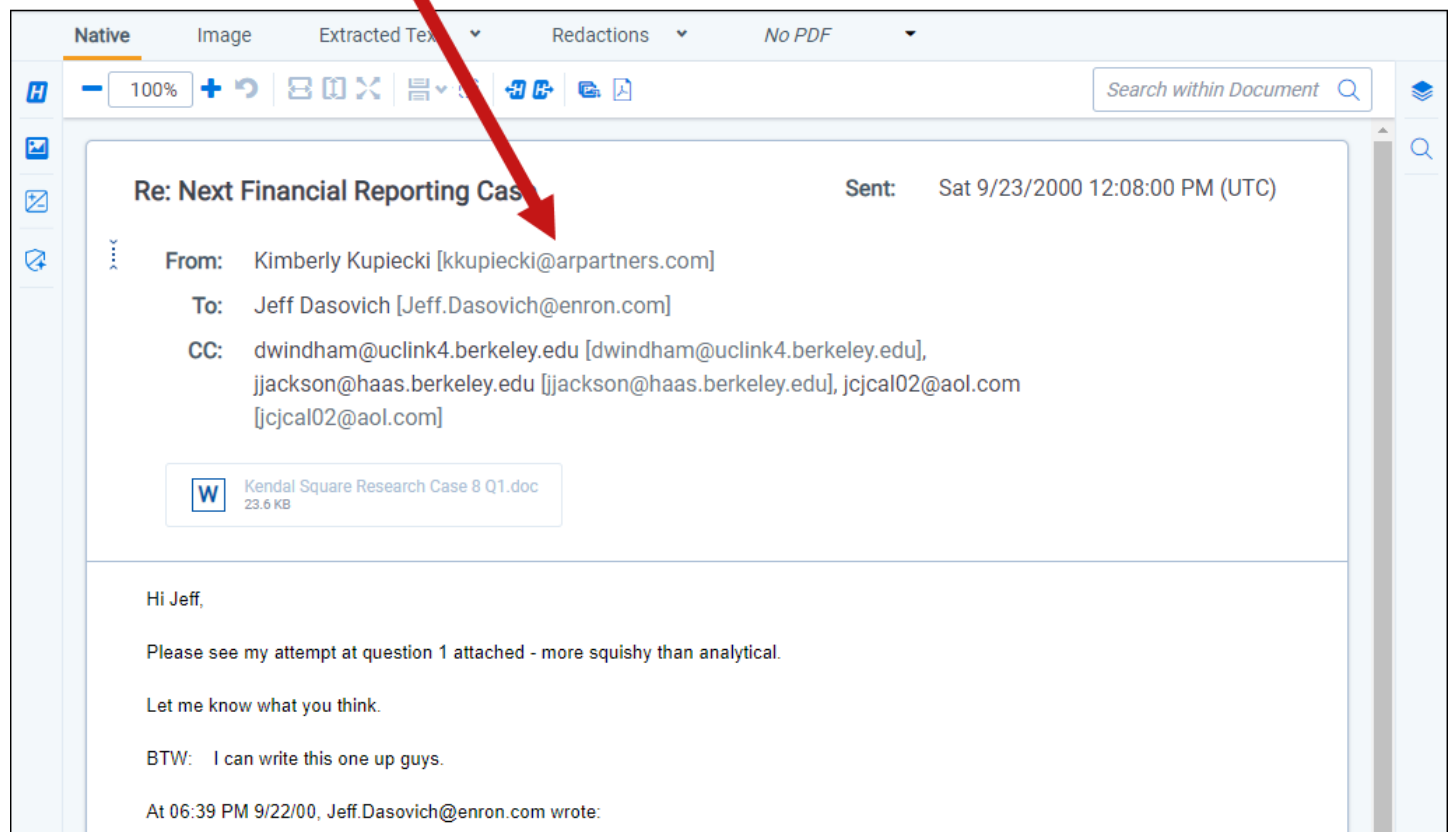 Native Image Extracted Tex Redactions No PDF
100%
Search within Document
Re: Next Financial Reporting Case
Sent: Sat 9/23/2000 12:08:00 PM (UTC)
From: Kimberly Kupiecki [kkupiecki@arpartners.com]
To: Jeff Dasovich [Jeff.Dasovich@enron.com]
CC: dwindham@uclink4.berkeley.edu [dwindham@uclink4.berkeley.edu],
jjackson@haas.berkeley.edu [jjackson@haas.berkeley.edu], jcjcal02@aol.com
[jcjcal02@aol.com]
W Kendal Square Research Case 8 Q1.doc
23.6 KB
Hi Jeff,
Please see my attempt at question 1 attached - more squishy than analytical.
Let me know what you think.
BTW: I can write this one up guys.
At 06:39 PM 9/22/00, Jeff.Dasovich@enron.com wrote: